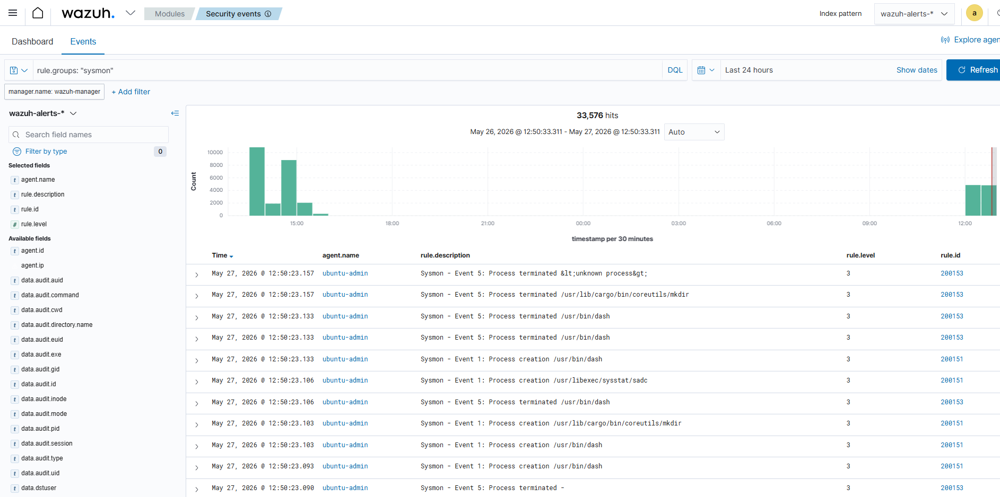 wazuh.
Modules
Security events
Index pattern
wazuh-alerts-*
a
Dashboard
Events
Explore agen
rule.groups: "sysmon"
DQL
Last 24 hours
Show dates
Refresh
manager.name: wazuh-manager
+ Add filter
wazuh-alerts-*
Search field names
Filter by type
0
Selected fields
t agent.name
t rule.description
t rule.id
# rule.level
Available fields
t agent.id
agent.ip
t data.audit.auid
t data.audit.command
t data.audit.cwd
t data.audit.directory.name
t data.audit.euid
t data.audit.exe
t data.audit.gid
t data.audit.id
t data.audit.inode
t data.audit.mode
t data.audit.pid
t data.audit.session
t data.audit.type
t data.audit.uid
t data.dstuser
33,576 hits
May 26, 2026 @ 12:50:33.311 - May 27, 2026 @ 12:50:33.311
Auto
Count
10000
8000
6000
4000
2000
0
15:00 18:00 21:00 00:00 03:00 06:00 09:00 12:00
timestamp per 30 minutes
Time agent.name rule.description rule.level rule.id
May 27, 2026 @ 12:50:23.157 ubuntu-admin Sysmon - Event 5: Process terminated &lt;unknown process&gt; 3 200153
May 27, 2026 @ 12:50:23.157 ubuntu-admin Sysmon - Event 5: Process terminated /usr/lib/cargo/bin/coreutils/mkdir 3 200153
May 27, 2026 @ 12:50:23.133 ubuntu-admin Sysmon - Event 5: Process terminated /usr/bin/dash 3 200153
May 27, 2026 @ 12:50:23.133 ubuntu-admin Sysmon - Event 5: Process terminated /usr/bin/dash 3 200153
May 27, 2026 @ 12:50:23.133 ubuntu-admin Sysmon - Event 1: Process creation /usr/bin/dash 3 200151
May 27, 2026 @ 12:50:23.106 ubuntu-admin Sysmon - Event 1: Process creation /usr/libexec/sysstat/sadc 3 200151
May 27, 2026 @ 12:50:23.106 ubuntu-admin Sysmon - Event 5: Process terminated /usr/bin/dash 3 200153
May 27, 2026 @ 12:50:23.103 ubuntu-admin Sysmon - Event 1: Process creation /usr/lib/cargo/bin/coreutils/mkdir 3 200151
May 27, 2026 @ 12:50:23.103 ubuntu-admin Sysmon - Event 1: Process creation /usr/bin/dash 3 200151
May 27, 2026 @ 12:50:23.093 ubuntu-admin Sysmon - Event 1: Process creation /usr/bin/dash 3 200151
May 27, 2026 @ 12:50:23.090 ubuntu-admin Sysmon - Event 5: Process terminated - 3 200153